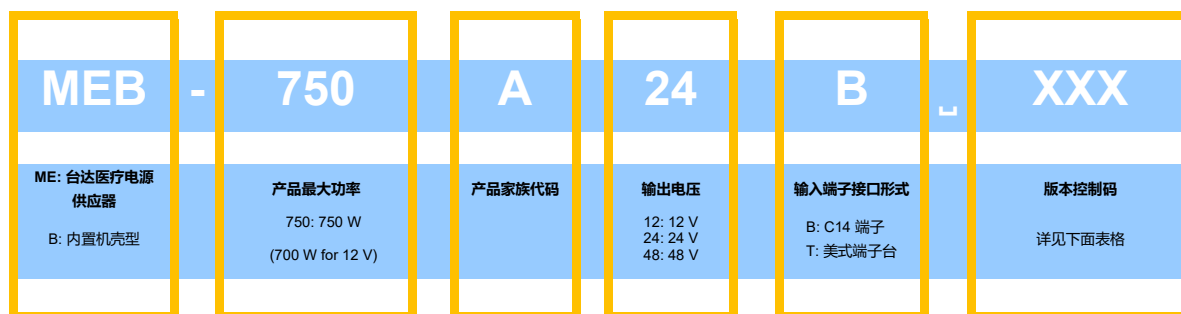 MEB - 750 A 24 B ␣ XXX
ME: 台达医疗电源
供应器
B: 内置机壳型
产品最大功率
750: 750 W
(700 W for 12 V)
产品家族代码
输出电压
12: 12 V
24: 24 V
48: 48 V
输入端子接口形式
B: C14 端子
T: 美式端子台
版本控制码
详见下面表格